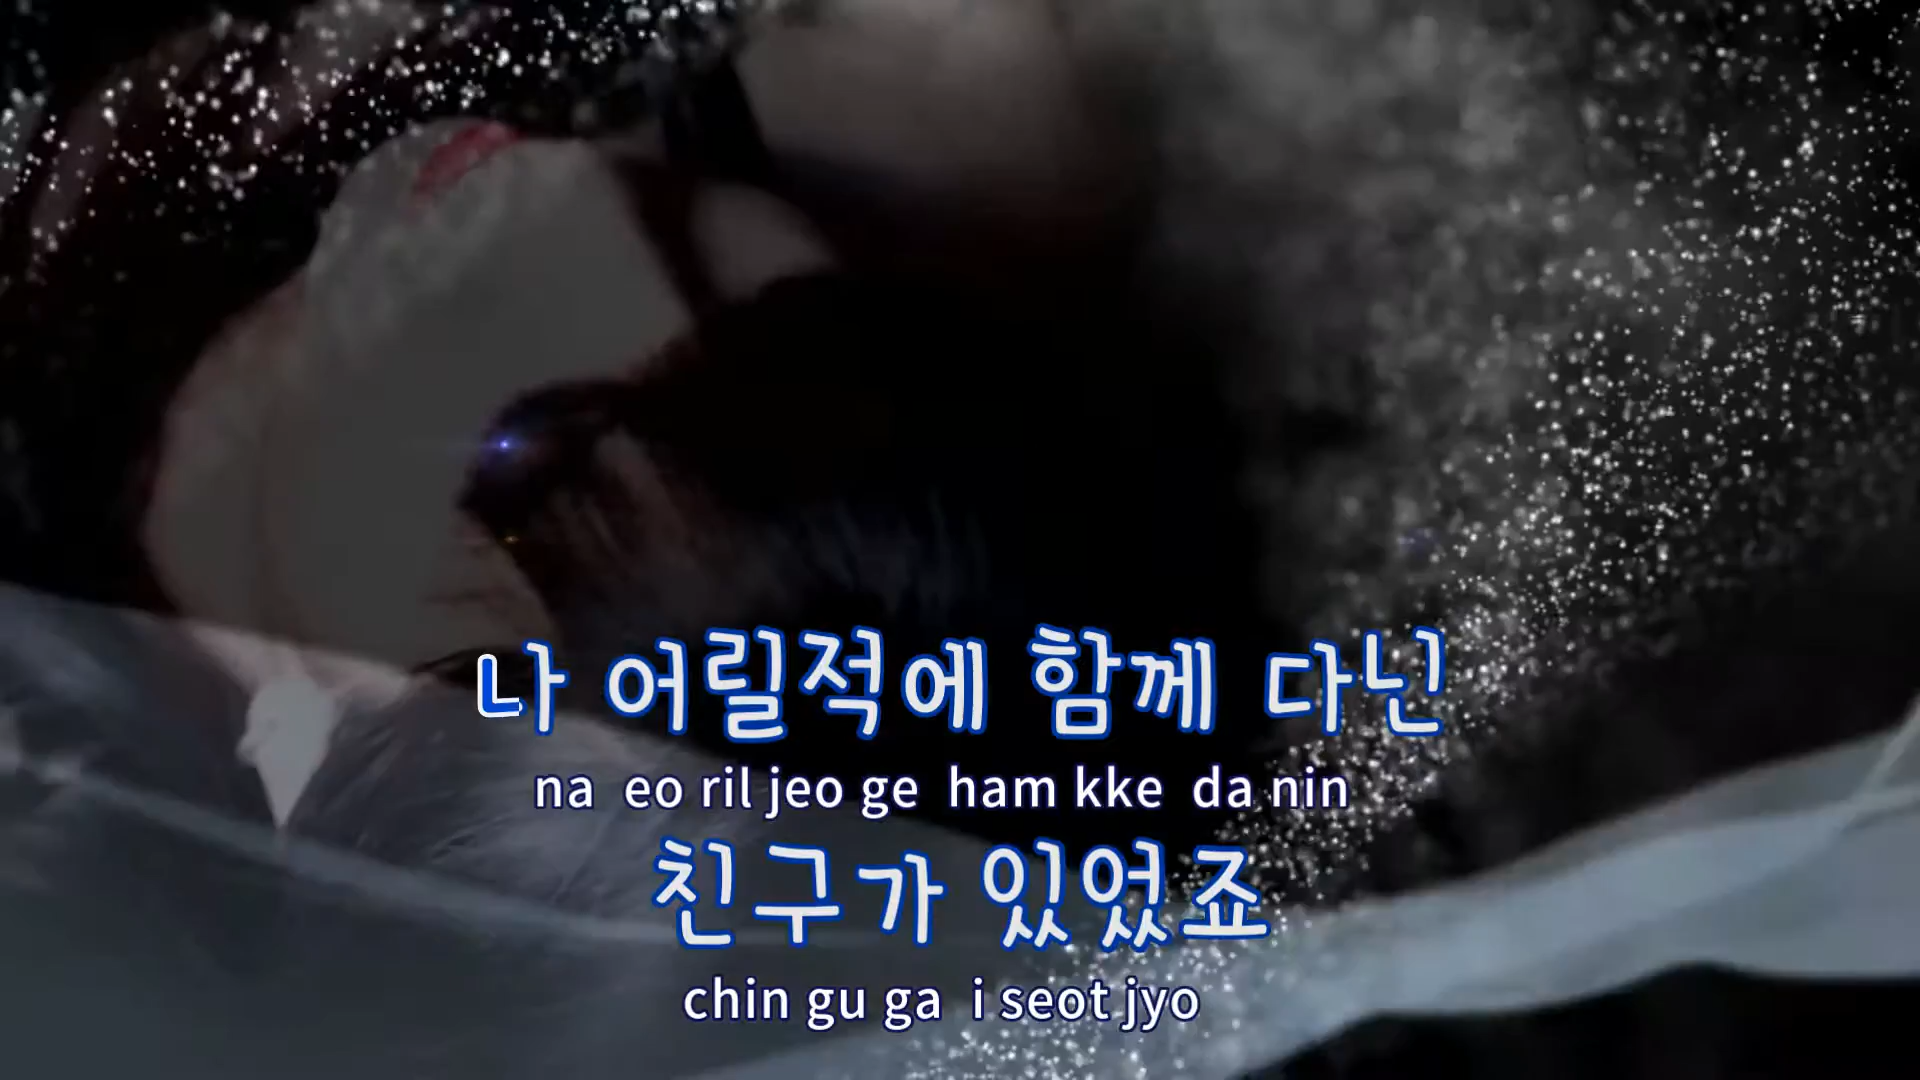 나 어릴적에 함께 다닌
na eo ril jeo ge ham kke da nin
친구가 있었죠
chin gu ga i seot jyo